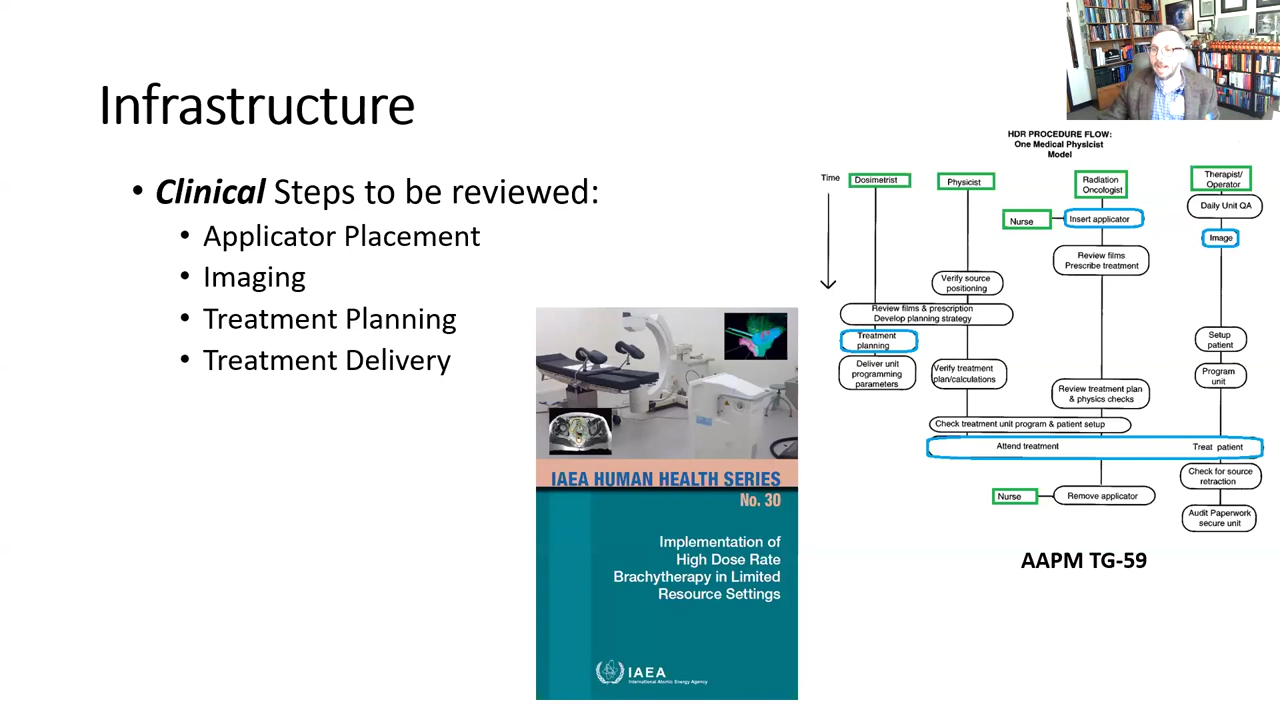 Infrastructure
• Clinical Steps to be reviewed:
• Applicator Placement
• Imaging
• Treatment Planning
• Treatment Delivery
IAEA HUMAN HEALTH SERIES
No. 30
Implementation of
High Dose Rate
Brachytherapy in Limited
Resource Settings
IAEA
International Atomic Energy Agency
HDR PROCEDURE FLOW:
One Medical Physicist
Model
Time
Dosimetrist
Physicist
Radiation
Oncologist
Therapist/
Operator
Daily Unit QA
Nurse
Insert applicator
Image
Review films
Prescribe treatment
Verify source
positioning
Review films & prescription
Develop planning strategy
Treatment
planning
Setup
patient
Deliver unit
programming
parameters
Verify treatment
plan/calculations
Program
unit
Review treatment plan
& physics checks
Check treatment unit program & patient setup
Attend treatment
Treat patient
Check for source
retraction
Nurse
Remove applicator
Audit Paperwork
secure unit
AAPM TG-59